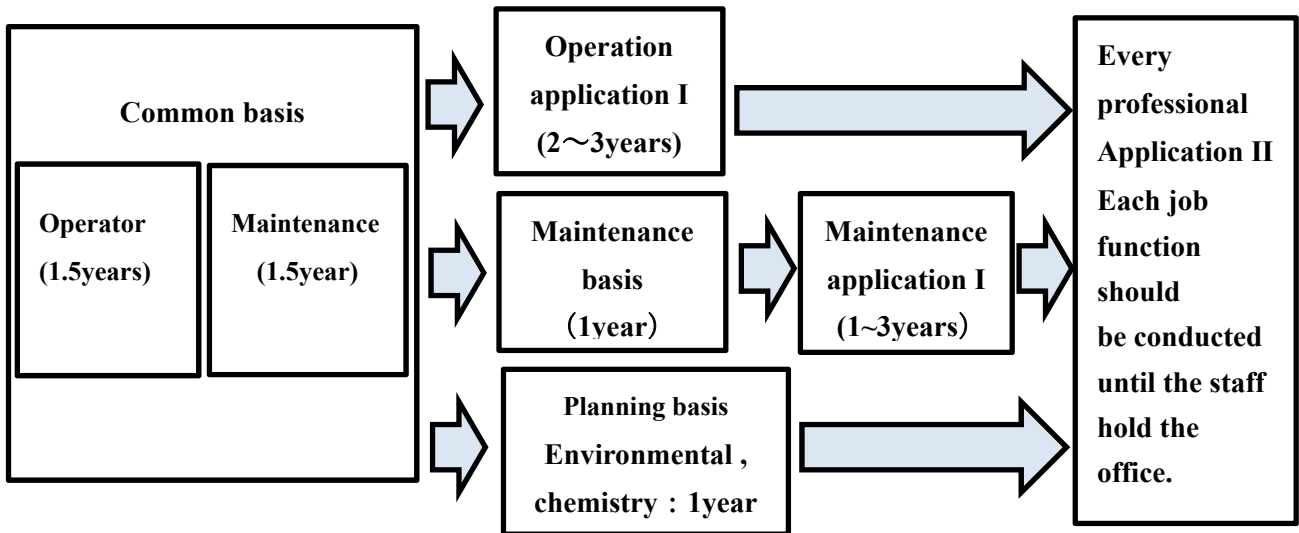 Common basis
Operator
(1.5years)
Maintenance
(1.5year)
Operation
application I
(2～3years)
Maintenance
basis
（1year）
Maintenance
application I
(1~3years）
Planning basis
Environmental ,
chemistry：1year
Every
professional
Application II
Each job
function
should
be conducted
until the staff
hold the
office.